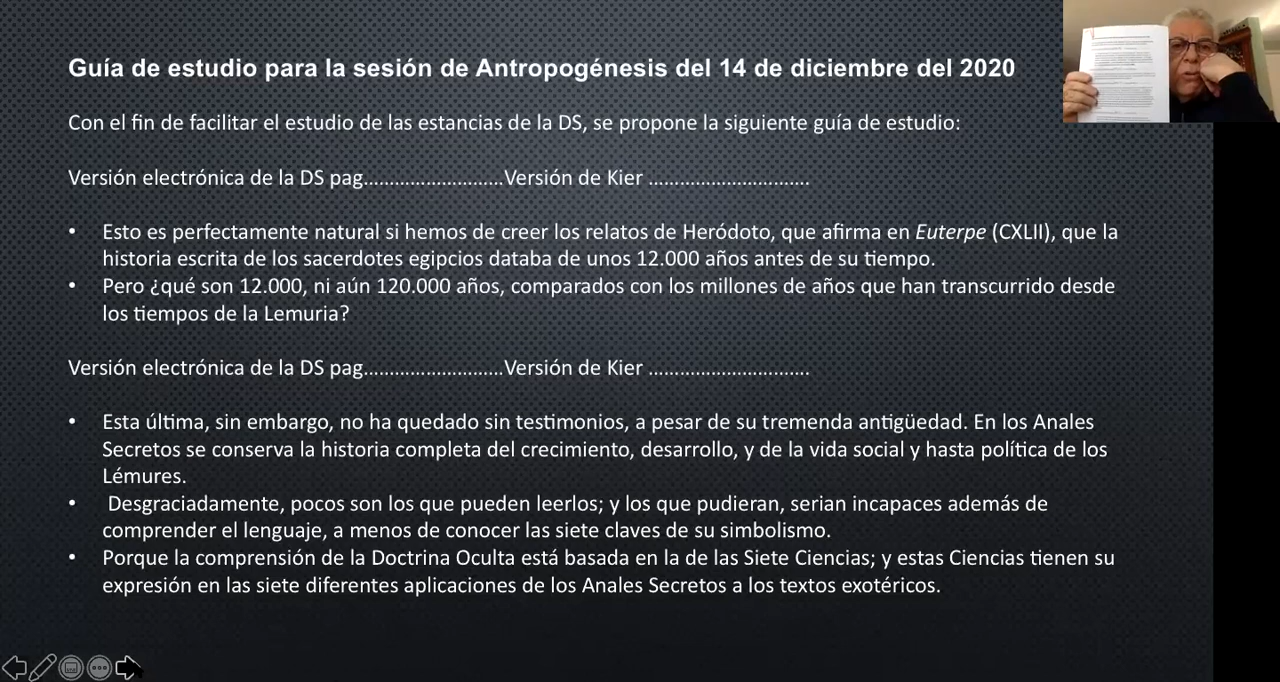 Guía de estudio para la sesión de Antropogénesis del 14 de diciembre del 2020
Con el fin de facilitar el estudio de las estancias de la DS, se propone la siguiente guía de estudio:
Versión electrónica de la DS pag...........................Versión de Kier ...............................
• Esto es perfectamente natural si hemos de creer los relatos de Heródoto, que afirma en Euterpe (CXLII), que la
historia escrita de los sacerdotes egipcios databa de unos 12.000 años antes de su tiempo.
• Pero ¿qué son 12.000, ni aún 120.000 años, comparados con los millones de años que han transcurrido desde
los tiempos de la Lemuria?
Versión electrónica de la DS pag...........................Versión de Kier ...............................
• Esta última, sin embargo, no ha quedado sin testimonios, a pesar de su tremenda antigüedad. En los Anales
Secretos se conserva la historia completa del crecimiento, desarrollo, y de la vida social y hasta política de los
Lémures.
• Desgraciadamente, pocos son los que pueden leerlos; y los que pudieran, serian incapaces además de
comprender el lenguaje, a menos de conocer las siete claves de su simbolismo.
• Porque la comprensión de la Doctrina Oculta está basada en la de las Siete Ciencias; y estas Ciencias tienen su
expresión en las siete diferentes aplicaciones de los Anales Secretos a los textos exotéricos.